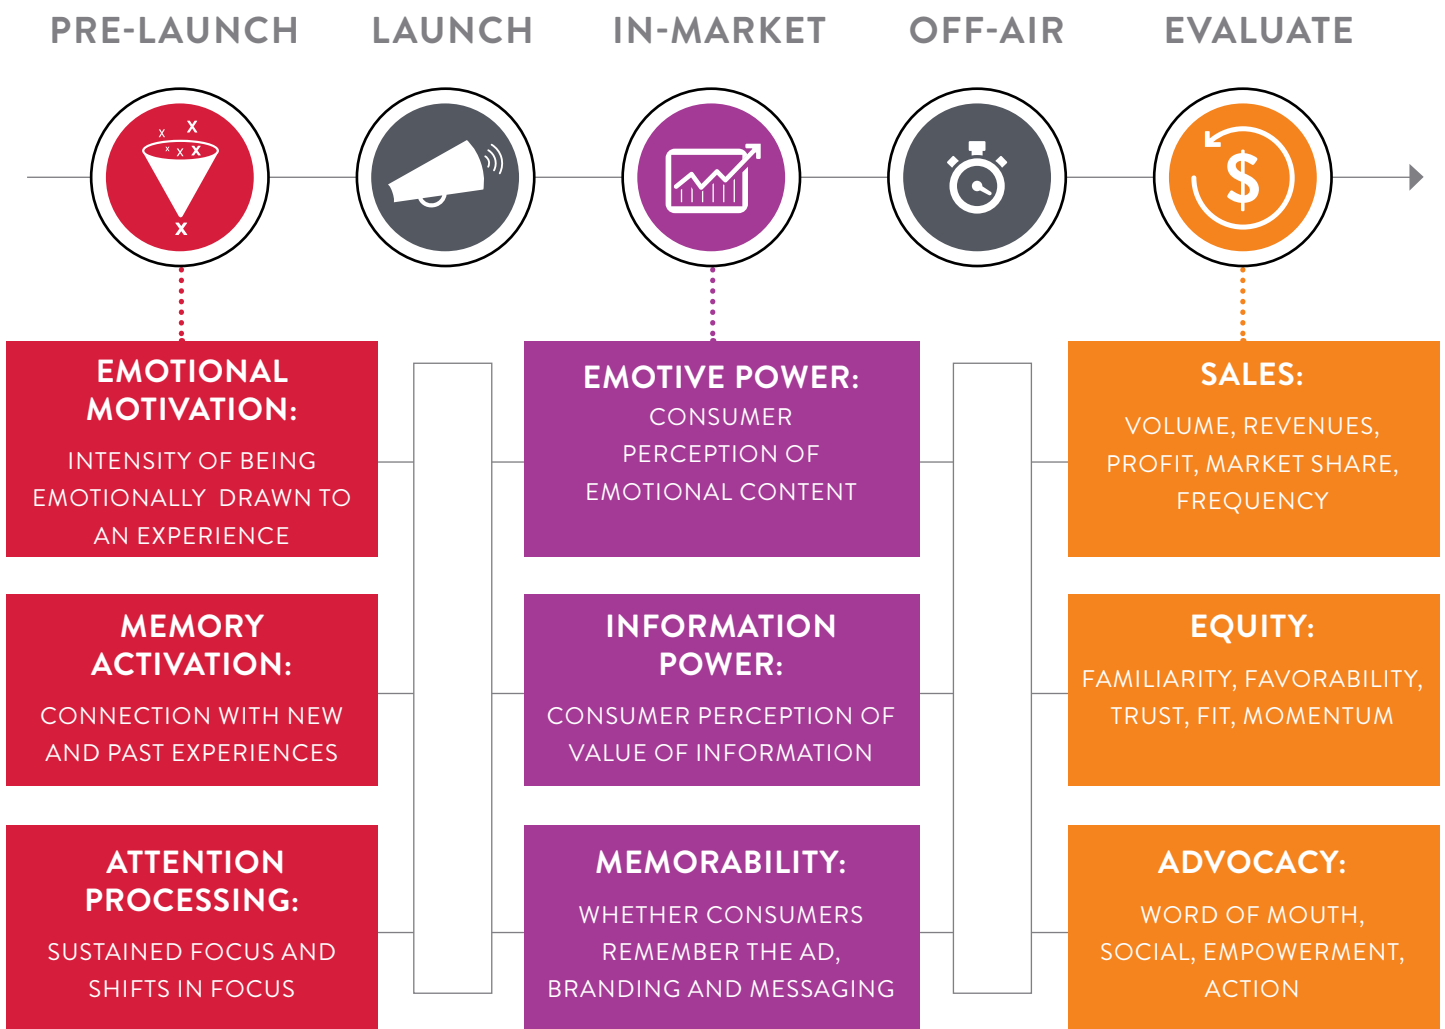 PRE-LAUNCH
LAUNCH
IN-MARKET
OFF-AIR
EVALUATE
X
X
X X X
X
$
EMOTIONAL
MOTIVATION:
INTENSITY OF BEING
EMOTIONALLY DRAWN TO
AN EXPERIENCE
EMOTIVE POWER:
CONSUMER
PERCEPTION OF
EMOTIONAL CONTENT
SALES:
VOLUME, REVENUES,
PROFIT, MARKET SHARE,
FREQUENCY
MEMORY
ACTIVATION:
CONNECTION WITH NEW
AND PAST EXPERIENCES
INFORMATION
POWER:
CONSUMER PERCEPTION OF
VALUE OF INFORMATION
EQUITY:
FAMILIARITY, FAVORABILITY,
TRUST, FIT, MOMENTUM
ATTENTION
PROCESSING:
SUSTAINED FOCUS AND
SHIFTS IN FOCUS
MEMORABILITY:
WHETHER CONSUMERS
REMEMBER THE AD,
BRANDING AND MESSAGING
ADVOCACY:
WORD OF MOUTH,
SOCIAL, EMPOWERMENT,
ACTION